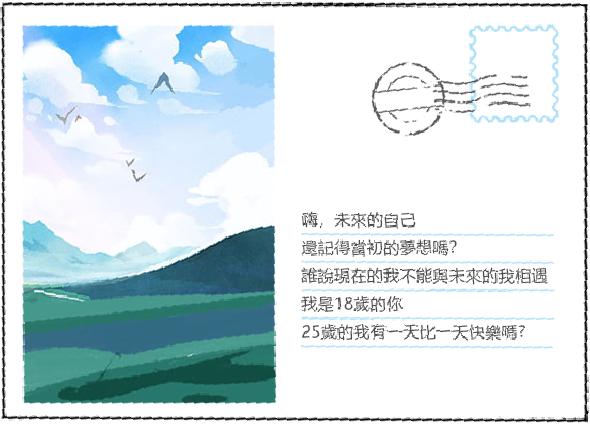 嗨，未來的自己
還記得當初的夢想嗎？
誰說現在的我不能與未來的我相遇
我是18歲的你
25歲的我有一天比一天快樂嗎？